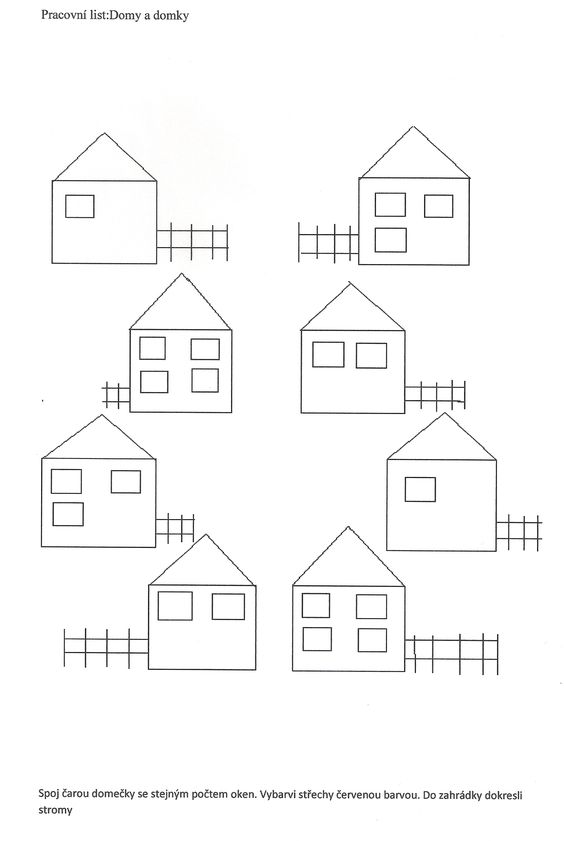 Pracovní list:Domy a domky
Spoj čarou domečky se stejným počtem oken. Vybarvi střechy červenou barvou. Do zahrádky dokresli
stromy